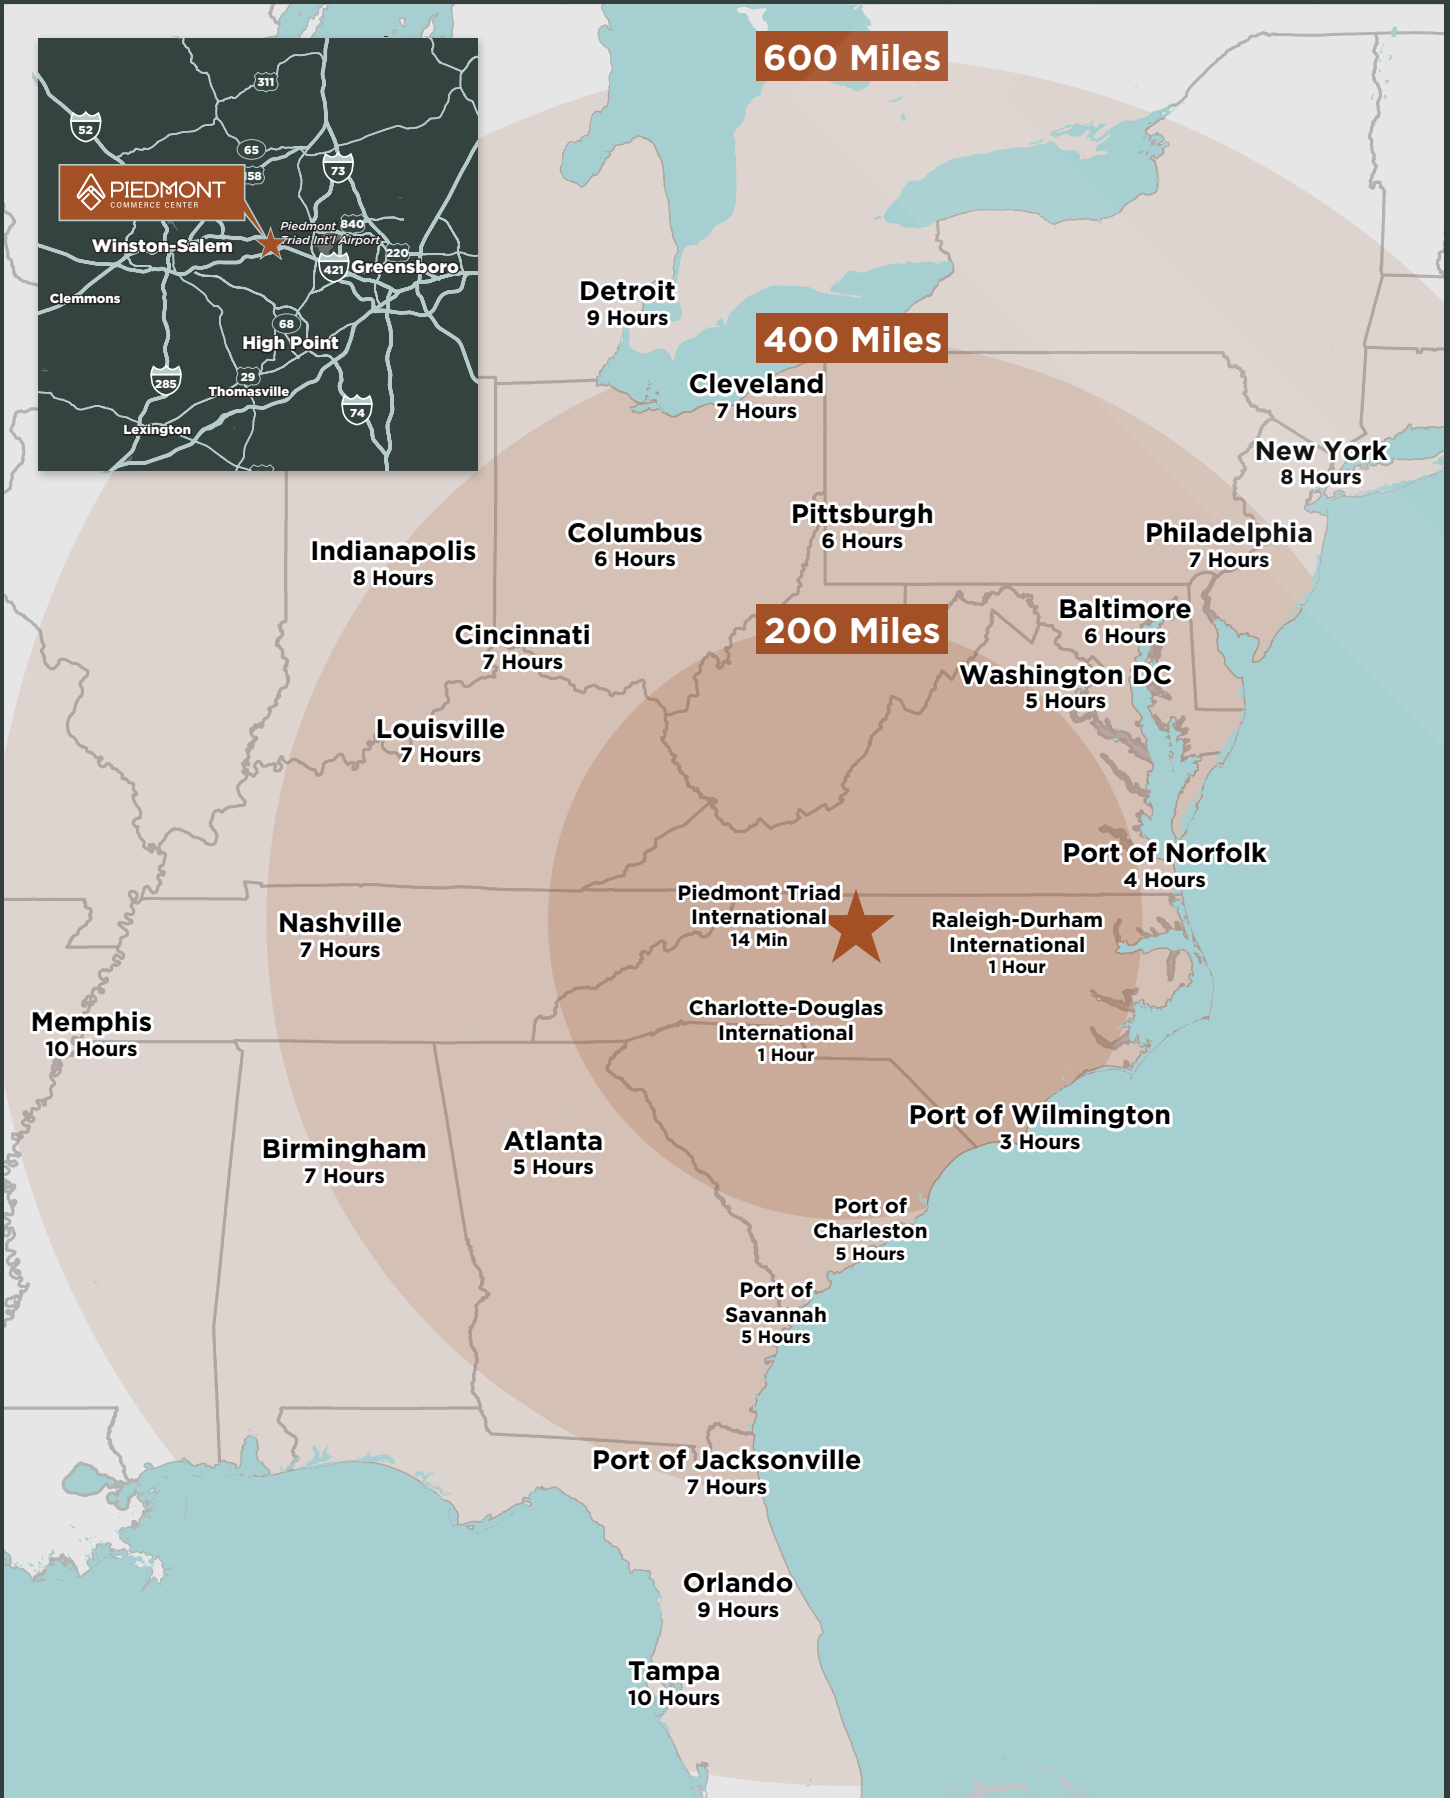 311
52
65
158
73
PIEDMONT
COMMERCE CENTER
Piedmont
Triad Int'l Airport
840
Winston-Salem
220
421
Greensboro
Clemmons
68
High Point
29
285
Thomasville
74
Lexington
600 Miles
Detroit
9 Hours
400 Miles
Cleveland
7 Hours
New York
8 Hours
Pittsburgh
6 Hours
Columbus
6 Hours
Philadelphia
7 Hours
Indianapolis
8 Hours
Baltimore
6 Hours
200 Miles
Cincinnati
7 Hours
Washington DC
5 Hours
Louisville
7 Hours
Port of Norfolk
4 Hours
Piedmont Triad
International
14 Min
Raleigh-Durham
International
1 Hour
Nashville
7 Hours
Charlotte-Douglas
International
1 Hour
Memphis
10 Hours
Port of Wilmington
3 Hours
Atlanta
5 Hours
Birmingham
7 Hours
Port of
Charleston
5 Hours
Port of
Savannah
5 Hours
Port of Jacksonville
7 Hours
Orlando
9 Hours
Tampa
10 Hours